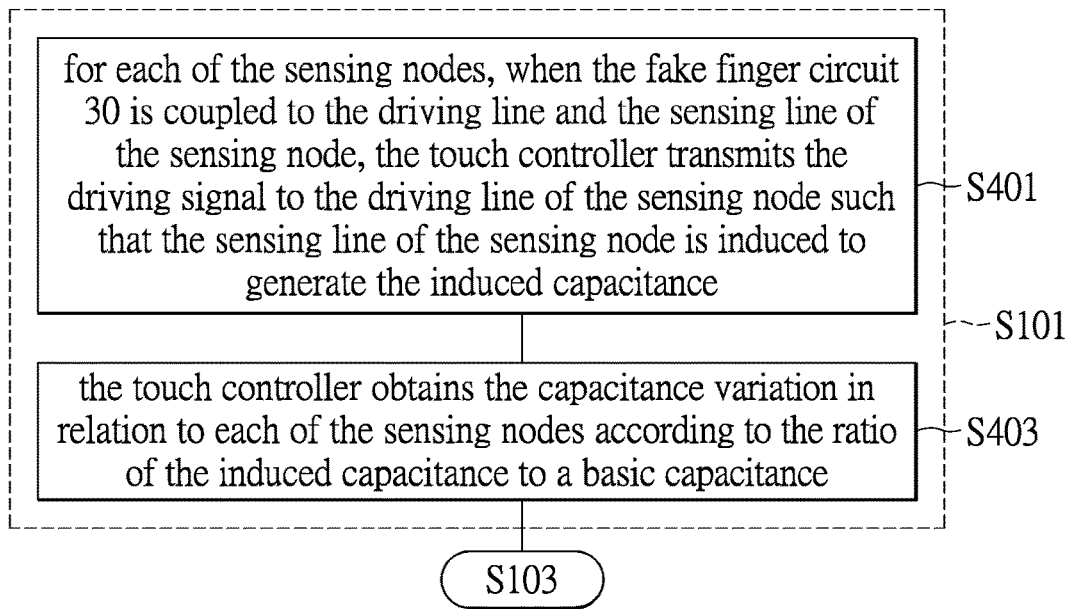 for each of the sensing nodes, when the fake finger circuit
30 is coupled to the driving line and the sensing line of
the sensing node, the touch controller transmits the
driving signal to the driving line of the sensing node such
that the sensing line of the sensing node is induced to
generate the induced capacitance
S401
S101
the touch controller obtains the capacitance variation in
relation to each of the sensing nodes according to the ratio
of the induced capacitance to a basic capacitance
S403
S103